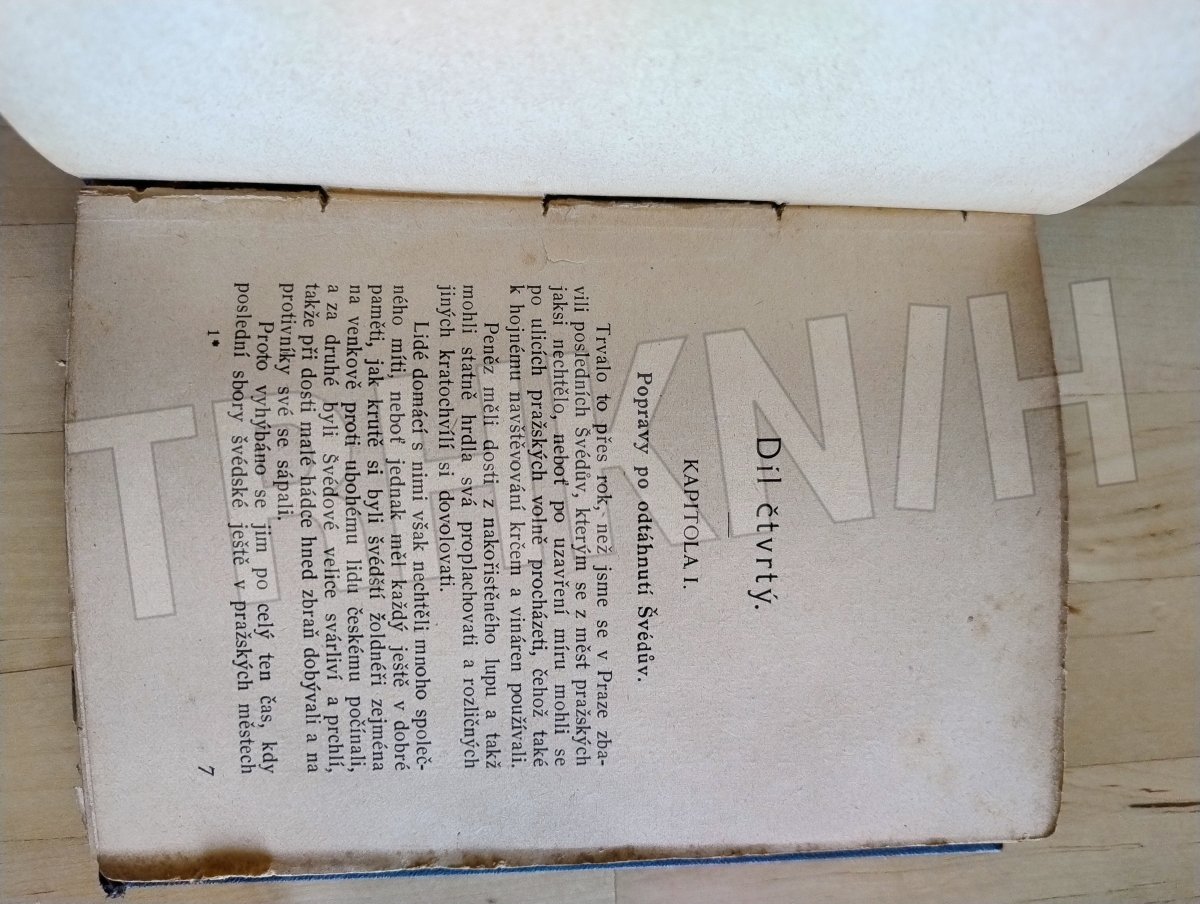 Díl čtvrtý.
KAPITOLA I.
Popravy po odtáhnutí Švédův.
Trvalo to přes rok, než jsme se v Praze zba-
vili posledních Švédův, kterým se z měst pražských
jaksi nechtělo, neboť po uzavření míru mohli se
po ulicích pražských volně procházeti, čehož také
k hojnému navštěvování krčem a vináren používali.
Peněz měli dosti z nakořistěného lupu a takž
mohli statně hrdla svá proplachovati a rozličných
jiných kratochvílí si dovolovati.
Lidé domácí s nimi však nechtěli mnoho společ-
ného míti, neboť jednak měl každý ještě v dobré
paměti, jak krutě si byli švédští žoldnéři zejména
na venkově proti ubohému lidu českému počínali,
a za druhé byli Švédové velice svárliví a prchlí,
takže při dosti malé hádce hned zbraň dobývali a na
protivníky své se sápali.
Proto vyhýbáno se jim po celý ten čas, kdy
poslední sbory švédské ještě v pražských městech
1*
7
TRHKNIH